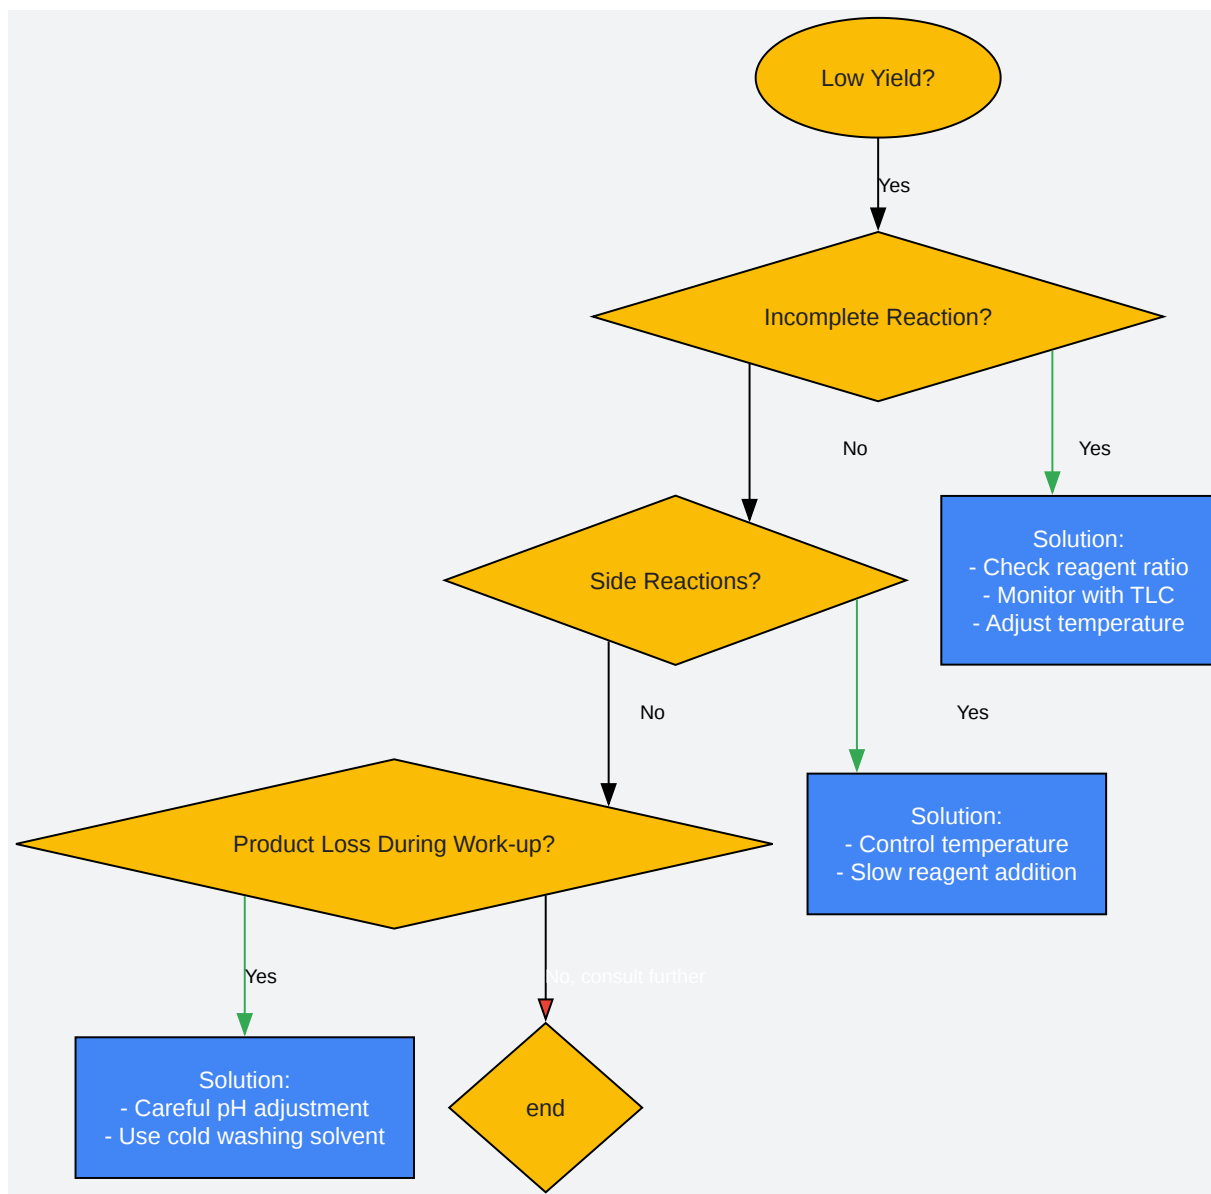 Low Yield?
Yes
Incomplete Reaction?
No
Yes
Solution:
- Check reagent ratio
- Monitor with TLC
- Adjust temperature
Side Reactions?
No
Yes
Solution:
- Control temperature
- Slow reagent addition
Product Loss During Work-up?
Yes
No, consult further
Solution:
- Careful pH adjustment
- Use cold washing solvent
end